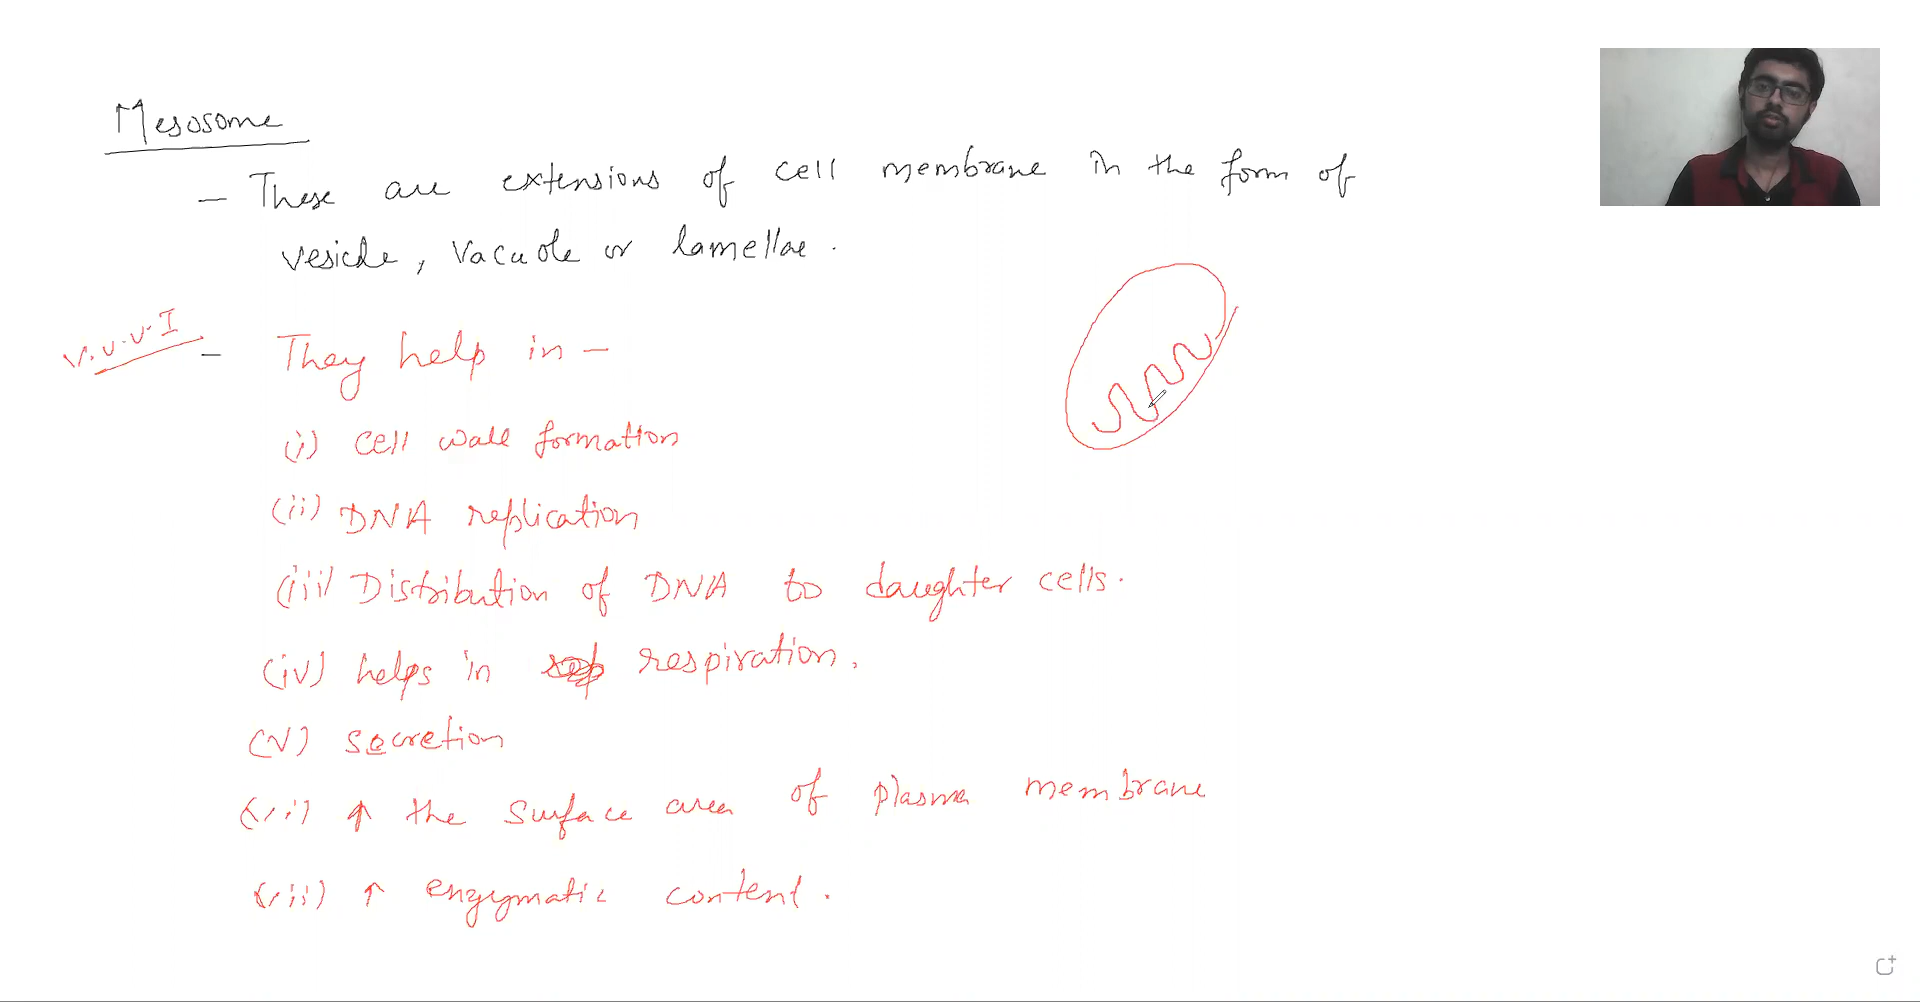 Mesosome
- These are extensions of cell membrane in the form of
vesicle, vacuole or lamellae.
V.V.V.I
- They help in -
(i) cell wall formation
(ii) DNA replication
(iii) Distribution of DNA to daughter cells.
(iv) helps in respiration.
(v) secretion
(vi) ↑ the surface area of plasma membrane
(vii) ↑ enzymatic content.